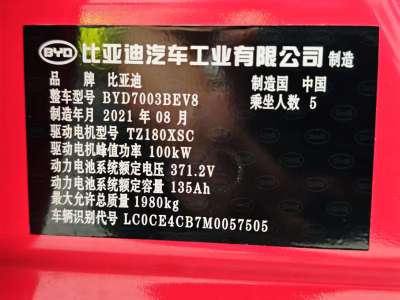 BYD 比亚迪汽车工业有限公司 制造
品 牌 比亚迪 制造国 中国
整车型号 BYD7003BEV8 乘坐人数 5
制造年月 2021 年 08 月
驱动电机型号 TZ180XSC
驱动电机峰值功率 100kW
动力电池系统额定电压 371.2V
动力电池系统额定容量 135Ah
最大允许总质量 1980kg
车辆识别代号 LC0CE4CB7M0057505